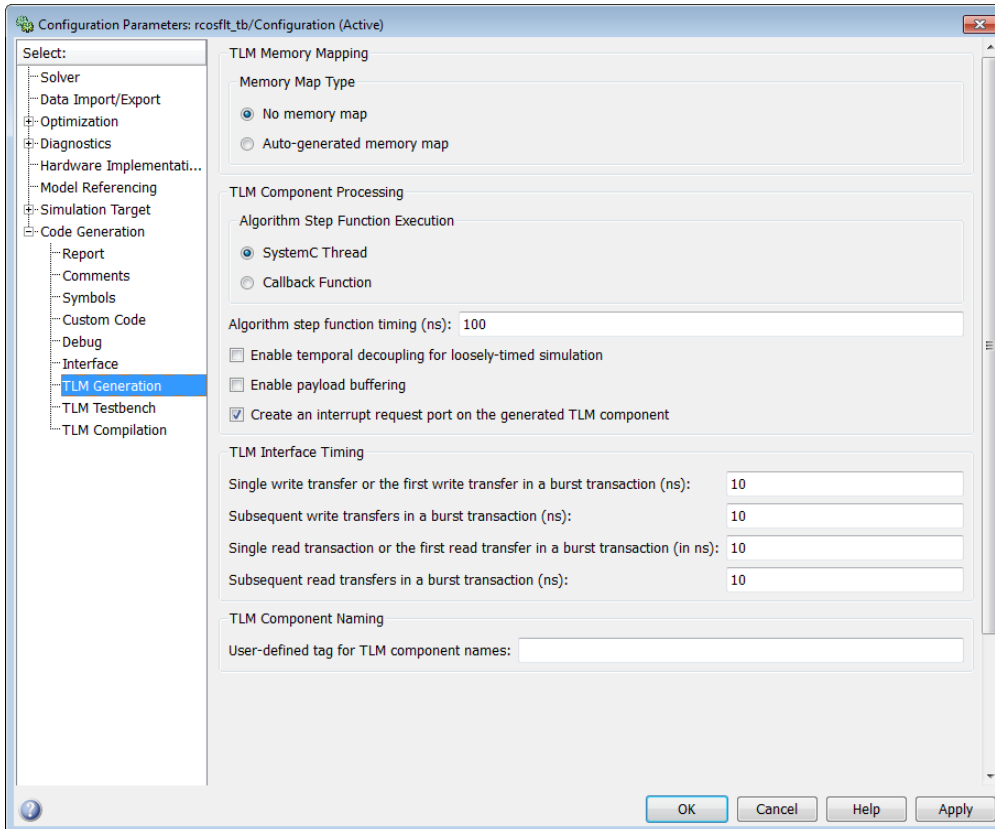 Configuration Parameters: rcosflt_tb/Configuration (Active)
Select:
Solver
Data Import/Export
Optimization
Diagnostics
Hardware Implementati...
Model Referencing
Simulation Target
Code Generation
Report
Comments
Symbols
Custom Code
Debug
Interface
TLM Generation
TLM Testbench
TLM Compilation
TLM Memory Mapping
Memory Map Type
No memory map
Auto-generated memory map
TLM Component Processing
Algorithm Step Function Execution
SystemC Thread
Callback Function
Algorithm step function timing (ns): 100
Enable temporal decoupling for loosely-timed simulation
Enable payload buffering
Create an interrupt request port on the generated TLM component
TLM Interface Timing
Single write transfer or the first write transfer in a burst transaction (ns): 10
Subsequent write transfers in a burst transaction (ns): 10
Single read transaction or the first read transfer in a burst transaction (in ns): 10
Subsequent read transfers in a burst transaction (ns): 10
TLM Component Naming
User-defined tag for TLM component names:
OK Cancel Help Apply